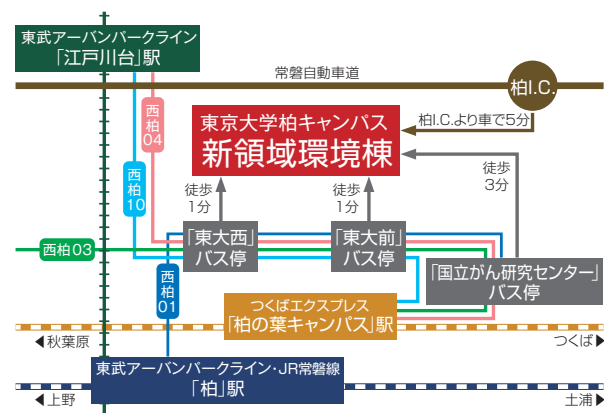 東武アーバンパークライン
「江戸川台」駅
常磐自動車道
柏I.C.
西柏04
東京大学柏キャンパス
新領域環境棟
柏I.C.より車で5分
西柏10
徒歩
1分
徒歩
1分
徒歩
3分
「東大西」
バス停
「東大前」
バス停
西柏03
西柏01
「国立がん研究センター」
バス停
つくばエクスプレス
「柏の葉キャンパス」駅
◀秋葉原
つくば▶
東武アーバンパークライン・JR常磐線
「柏」駅
◀上野
土浦▶